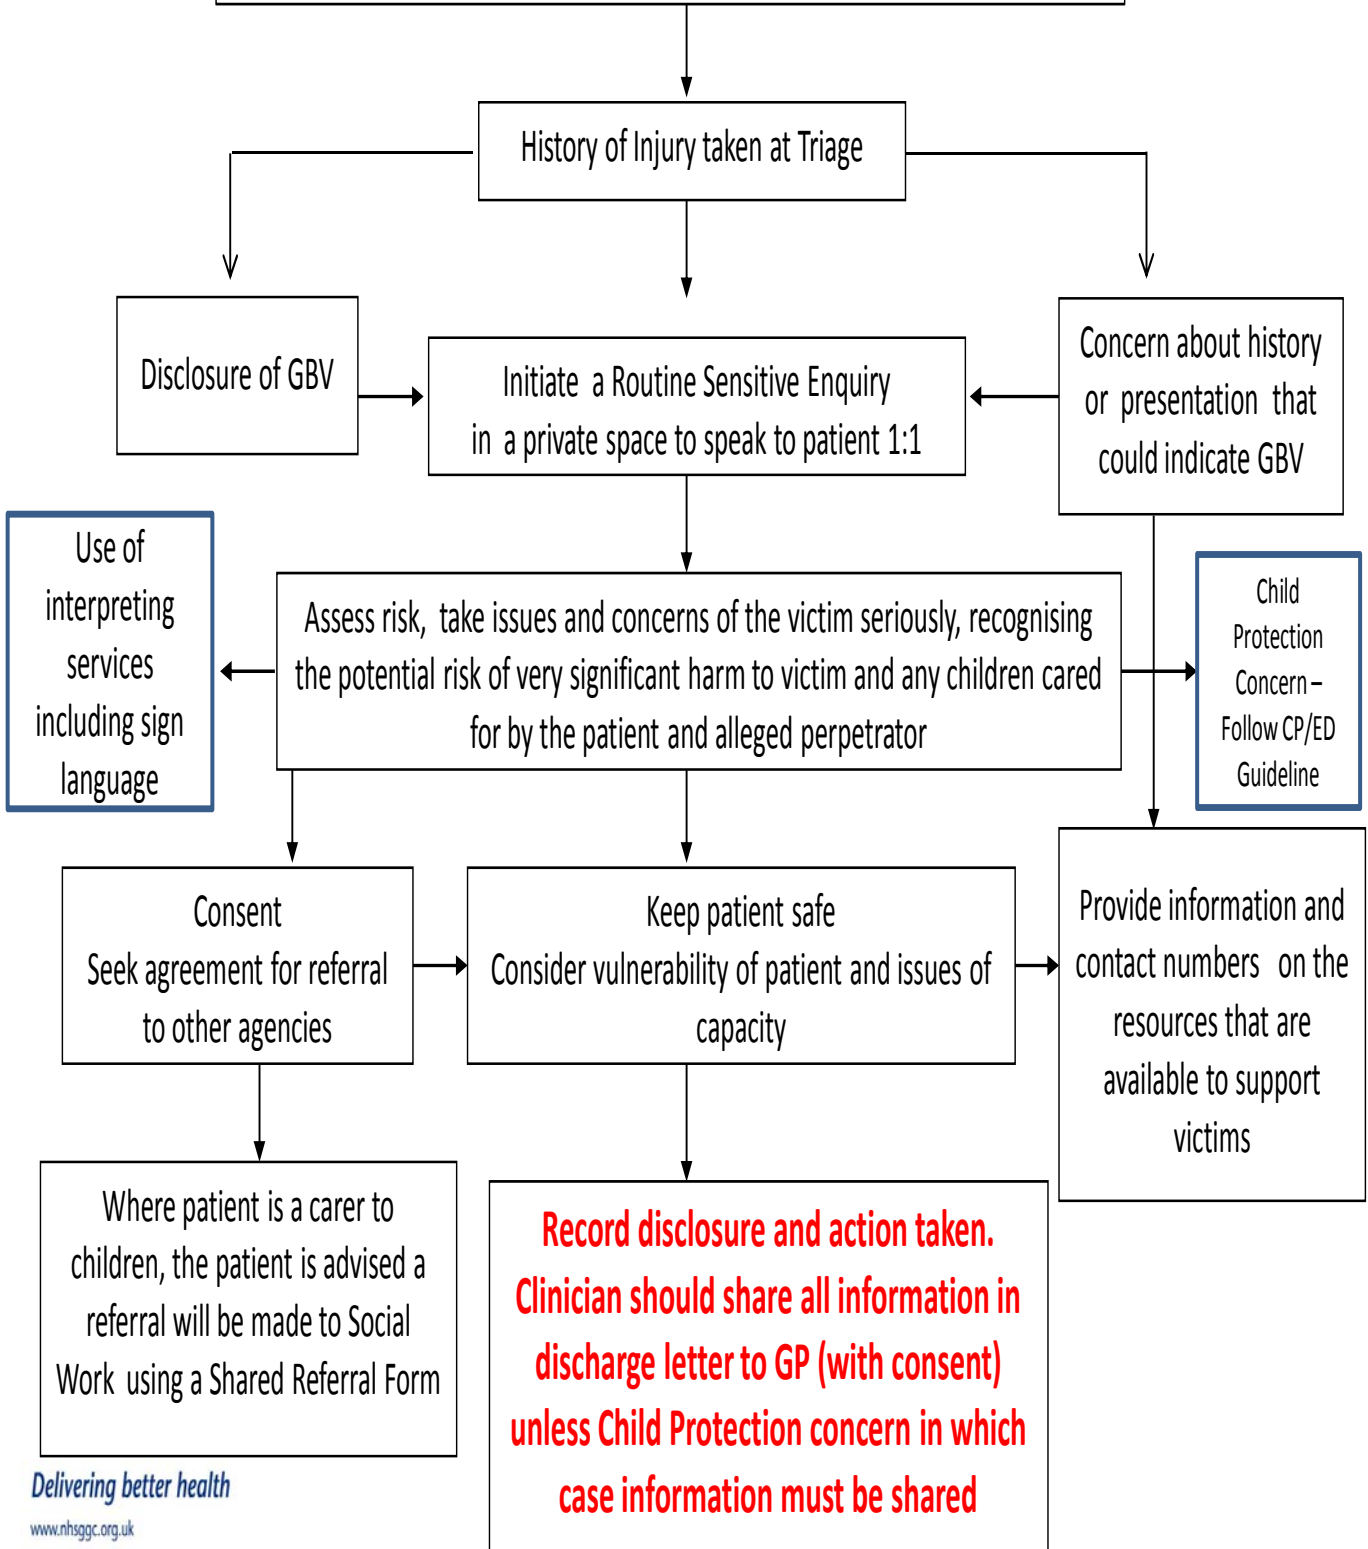 History of Injury taken at Triage
Disclosure of GBV
Initiate a Routine Sensitive Enquiry
in a private space to speak to patient 1:1
Concern about history
or presentation that
could indicate GBV
Use of
interpreting
services
including sign
language
Assess risk, take issues and concerns of the victim seriously, recognising
the potential risk of very significant harm to victim and any children cared
for by the patient and alleged perpetrator
Child
Protection
Concern –
Follow CP/ED
Guideline
Consent
Seek agreement for referral
to other agencies
Keep patient safe
Consider vulnerability of patient and issues of
capacity
Provide information and
contact numbers on the
resources that are
available to support
victims
Where patient is a carer to
children, the patient is advised a
referral will be made to Social
Work using a Shared Referral Form
Record disclosure and action taken.
Clinician should share all information in
discharge letter to GP (with consent)
unless Child Protection concern in which
case information must be shared
Delivering better health
www.nhsggc.org.uk